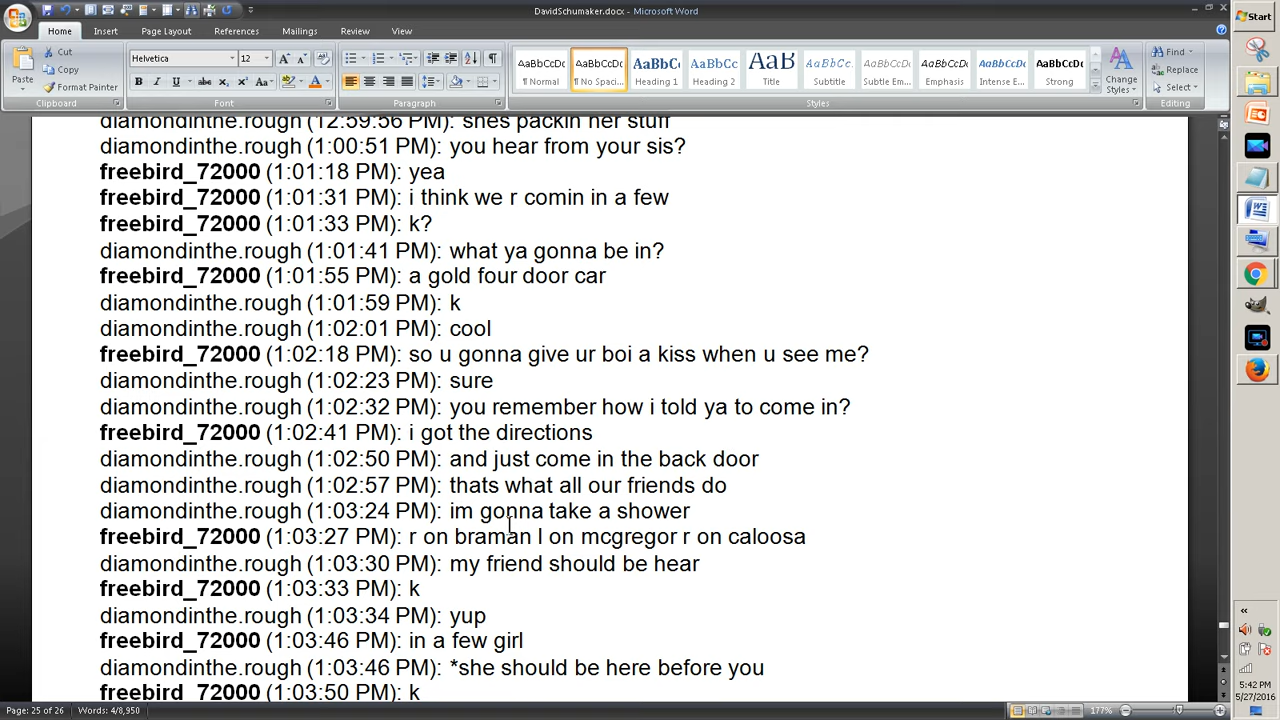 DavidSchumaker.docx - Microsoft Word
Start
Home Insert Page Layout References Mailings Review View
Paste
Cut
Copy
Format Painter
Helvetica 12
AaBbCcDc AaBbCcDc AaBbC AaBbCc AaB AaBbCc. AaBbCcDc AaBbCcDc AaBbCcDc AaBbCcDc
¶ Normal ¶ No Spaci... Heading 1 Heading 2 Title Subtitle Subtle Em... Emphasis Intense E... Strong
Change Styles
Find
Replace
Select
Clipboard Font Paragraph Styles Editing
diamondinthe.rough (12:59:56 PM): shes packin her stuff
diamondinthe.rough (1:00:51 PM): you hear from your sis?
freebird_72000 (1:01:18 PM): yea
freebird_72000 (1:01:31 PM): i think we r comin in a few
freebird_72000 (1:01:33 PM): k?
diamondinthe.rough (1:01:41 PM): what ya gonna be in?
freebird_72000 (1:01:55 PM): a gold four door car
diamondinthe.rough (1:01:59 PM): k
diamondinthe.rough (1:02:01 PM): cool
freebird_72000 (1:02:18 PM): so u gonna give ur boi a kiss when u see me?
diamondinthe.rough (1:02:23 PM): sure
diamondinthe.rough (1:02:32 PM): you remember how i told ya to come in?
freebird_72000 (1:02:41 PM): i got the directions
diamondinthe.rough (1:02:50 PM): and just come in the back door
diamondinthe.rough (1:02:57 PM): thats what all our friends do
diamondinthe.rough (1:03:24 PM): im gonna take a shower
freebird_72000 (1:03:27 PM): r on braman l on mcgregor r on caloosa
diamondinthe.rough (1:03:30 PM): my friend should be hear
freebird_72000 (1:03:33 PM): k
diamondinthe.rough (1:03:34 PM): yup
freebird_72000 (1:03:46 PM): in a few girl
diamondinthe.rough (1:03:46 PM): *she should be here before you
freebird_72000 (1:03:50 PM): k
Page: 25 of 26 Words: 4/8,950
177%
5:42 PM
5/27/2016